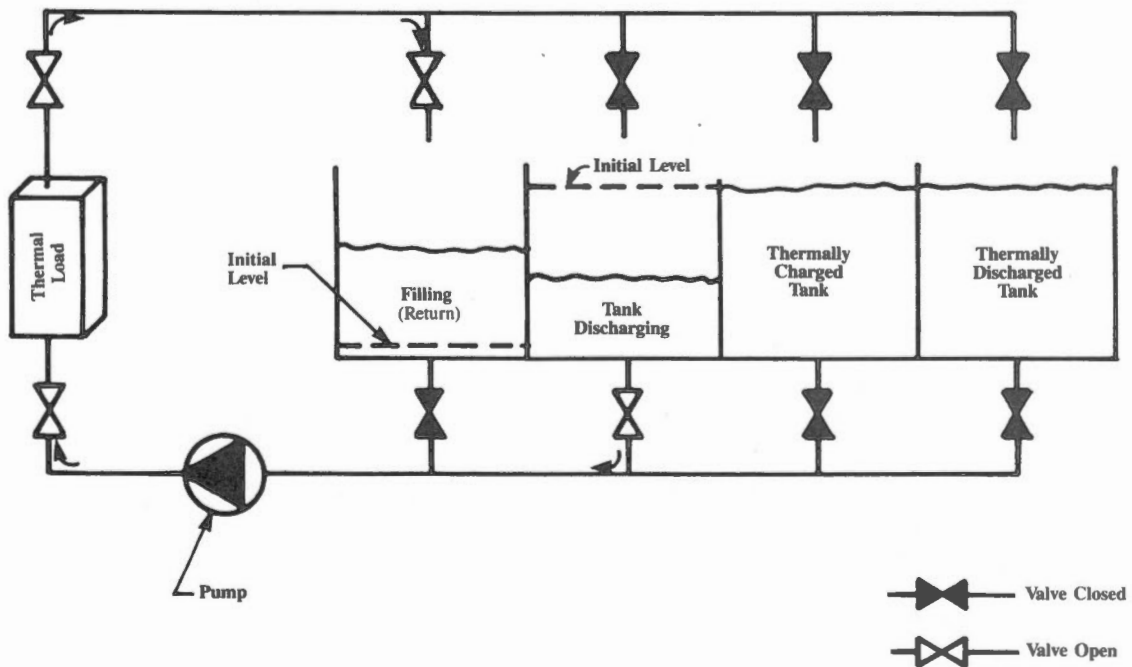 Thermal
Load
Initial
Level
Filling
(Return)
Initial Level
Tank
Discharging
Thermally
Charged
Tank
Thermally
Discharged
Tank
Pump
Valve Closed
Valve Open